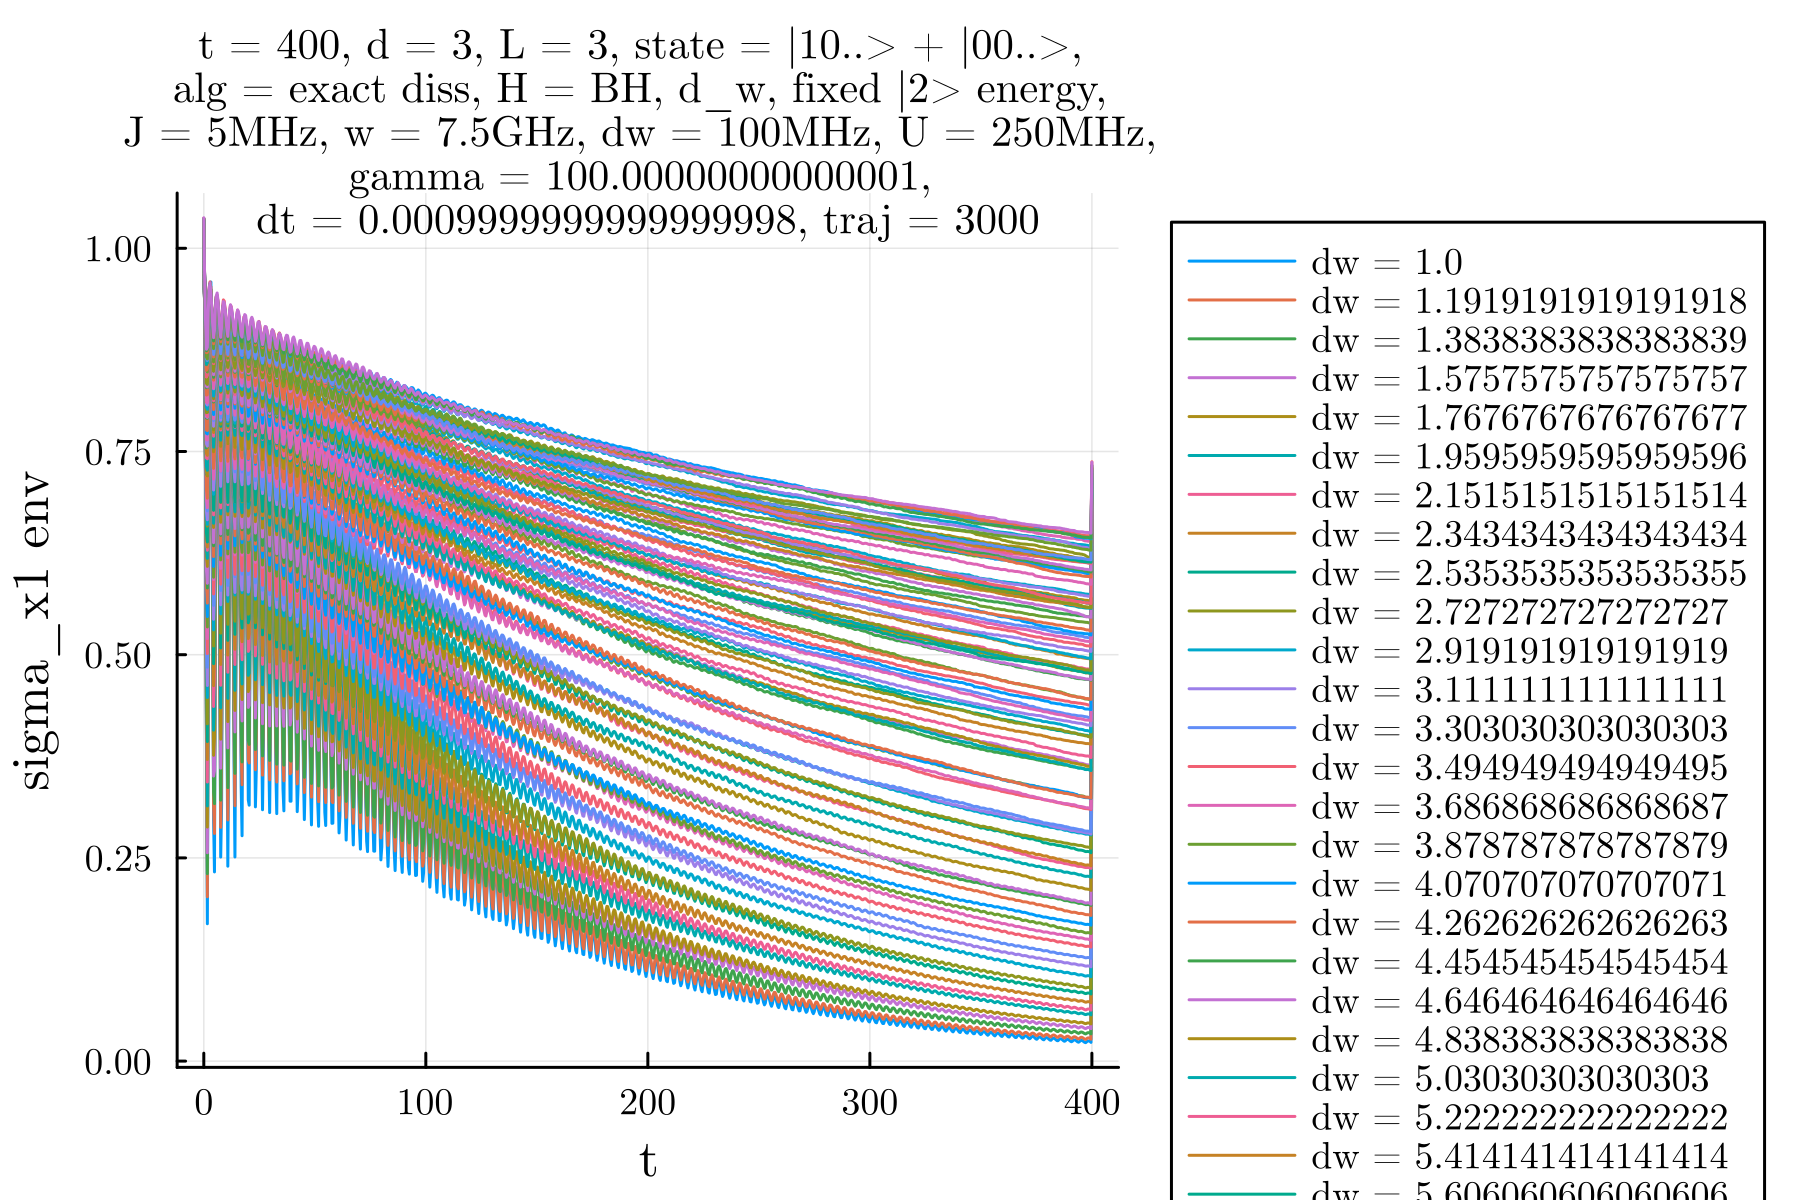 t = 400, d = 3, L = 3, state = |10..> + |00..>,
alg = exact diss, H = BH, d_w, fixed |2> energy,
J = 5MHz, w = 7.5GHz, dw = 100MHz, U = 250MHz,
gamma = 100.00000000000001,
dt = 0.0009999999999999998, traj = 3000
1.00
0.75
0.50
0.25
0.00
sigma_x1 env
0 100 200 300 400
t
dw = 1.0
dw = 1.1919191919191918
dw = 1.3838383838383839
dw = 1.5757575757575757
dw = 1.7676767676767677
dw = 1.9595959595959596
dw = 2.1515151515151514
dw = 2.3434343434343434
dw = 2.5353535353535355
dw = 2.727272727272727
dw = 2.919191919191919
dw = 3.111111111111111
dw = 3.303030303030303
dw = 3.494949494949495
dw = 3.686868686868687
dw = 3.878787878787879
dw = 4.070707070707071
dw = 4.262626262626263
dw = 4.454545454545454
dw = 4.646464646464646
dw = 4.838383838383838
dw = 5.03030303030303
dw = 5.222222222222222
dw = 5.414141414141414
dw = 5.606060606060606